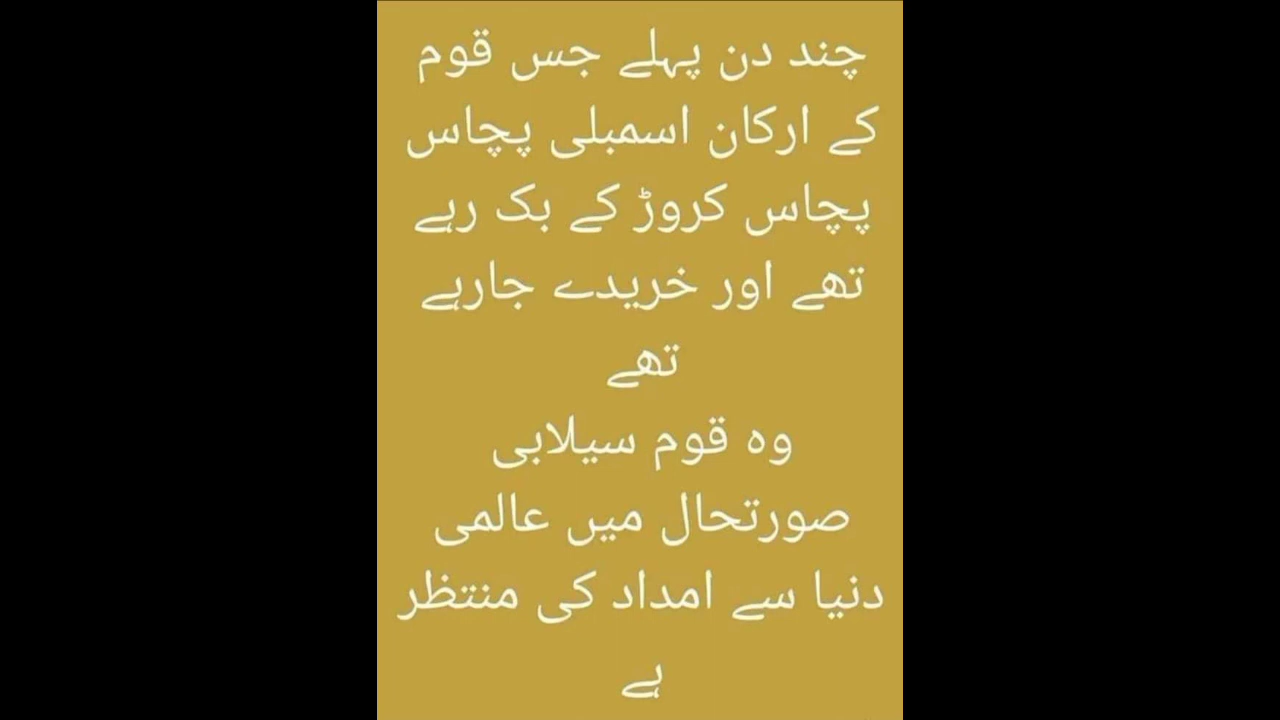 چند دن پہلے جس قوم
کے ارکان اسمبلی پچاس
پچاس کروڑ کے بک رہے
تھے اور خریدے جارہے
تھے
وہ قوم سیلابی
صورتحال میں عالمی
دنیا سے امداد کی منتظر
ہے